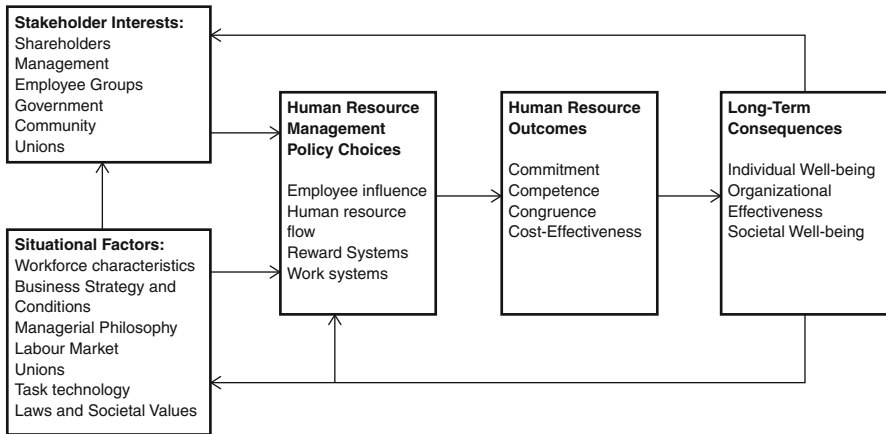 Stakeholder Interests:
Shareholders
Management
Employee Groups
Government
Community
Unions
Situational Factors:
Workforce characteristics
Business Strategy and
Conditions
Managerial Philosophy
Labour Market
Unions
Task technology
Laws and Societal Values
Human Resource
Management
Policy Choices
Employee influence
Human resource
flow
Reward Systems
Work systems
Human Resource
Outcomes
Commitment
Competence
Congruence
Cost-Effectiveness
Long-Term
Consequences
Individual Well-being
Organizational
Effectiveness
Societal Well-being